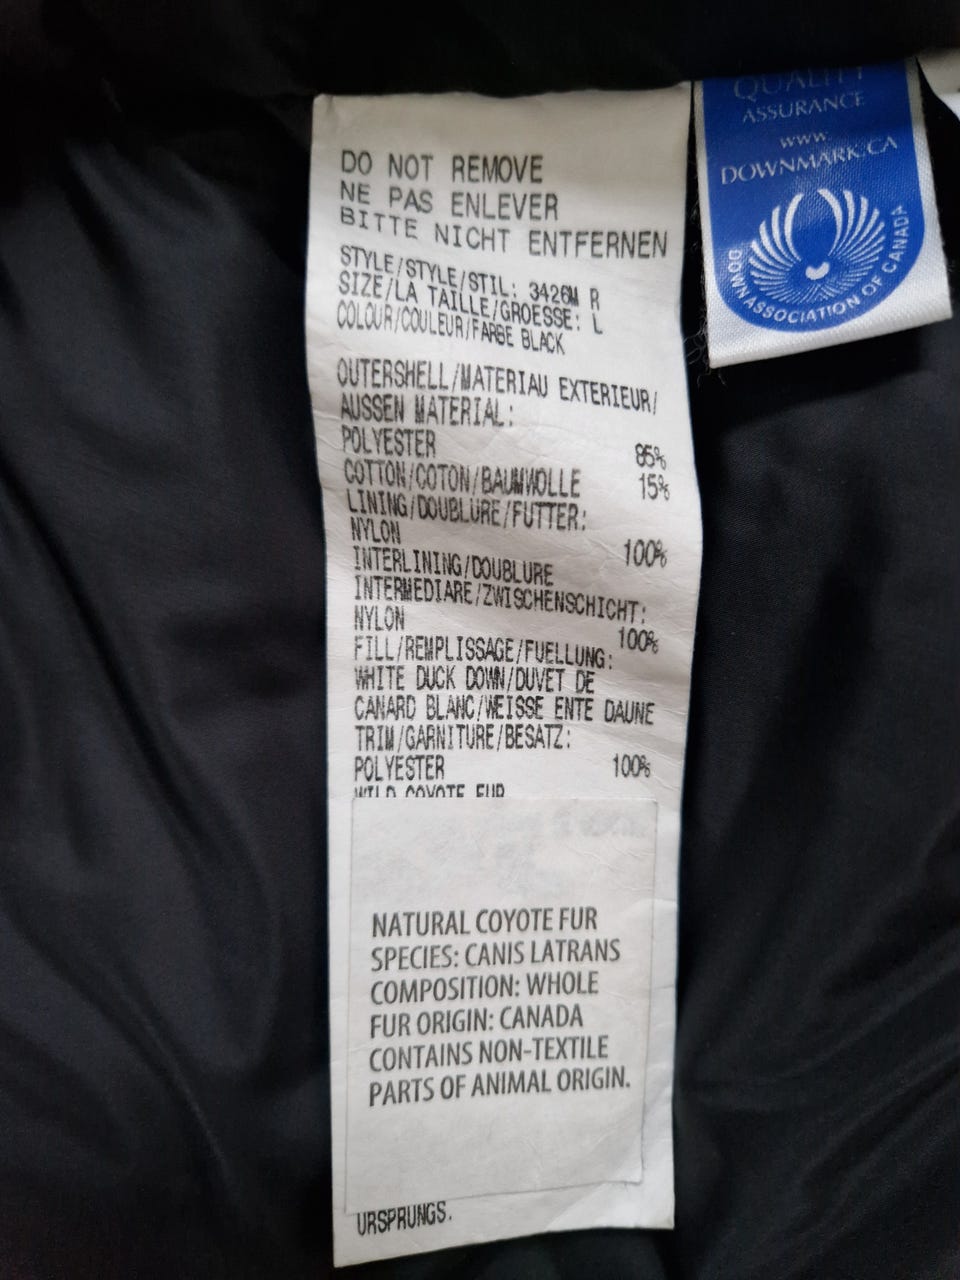 DO NOT REMOVE
NE PAS ENLEVER
BITTE NICHT ENTFERNEN
STYLE/STYLE/STIL: 3426M R
SIZE/LA TAILLE/GROESSE: L
COLOUR/COULEUR/FARBE BLACK
OUTERSHELL/MATERIAU EXTERIEUR/
AUSSEN MATERIAL:
POLYESTER 85%
COTTON/COTON/BAUMWOLLE 15%
LINING/DOUBLURE/FUTTER:
NYLON 100%
INTERLINING/DOUBLURE
INTERMEDIARE/ZWISCHENSCHICHT:
NYLON 100%
FILL/REMPLISSAGE/FUELLUNG:
WHITE DUCK DOWN/DUVET DE
CANARD BLANC/WEISSE ENTE DAUNE
TRIM/GARNITURE/BESATZ:
POLYESTER 100%
WILD COYOTE FUR
NATURAL COYOTE FUR
SPECIES: CANIS LATRANS
COMPOSITION: WHOLE
FUR ORIGIN: CANADA
CONTAINS NON-TEXTILE
PARTS OF ANIMAL ORIGIN.
URSPRUNGS.
QUALITY
ASSURANCE
www.
DOWNMARK.CA
DOWN ASSOCIATION OF CANADA